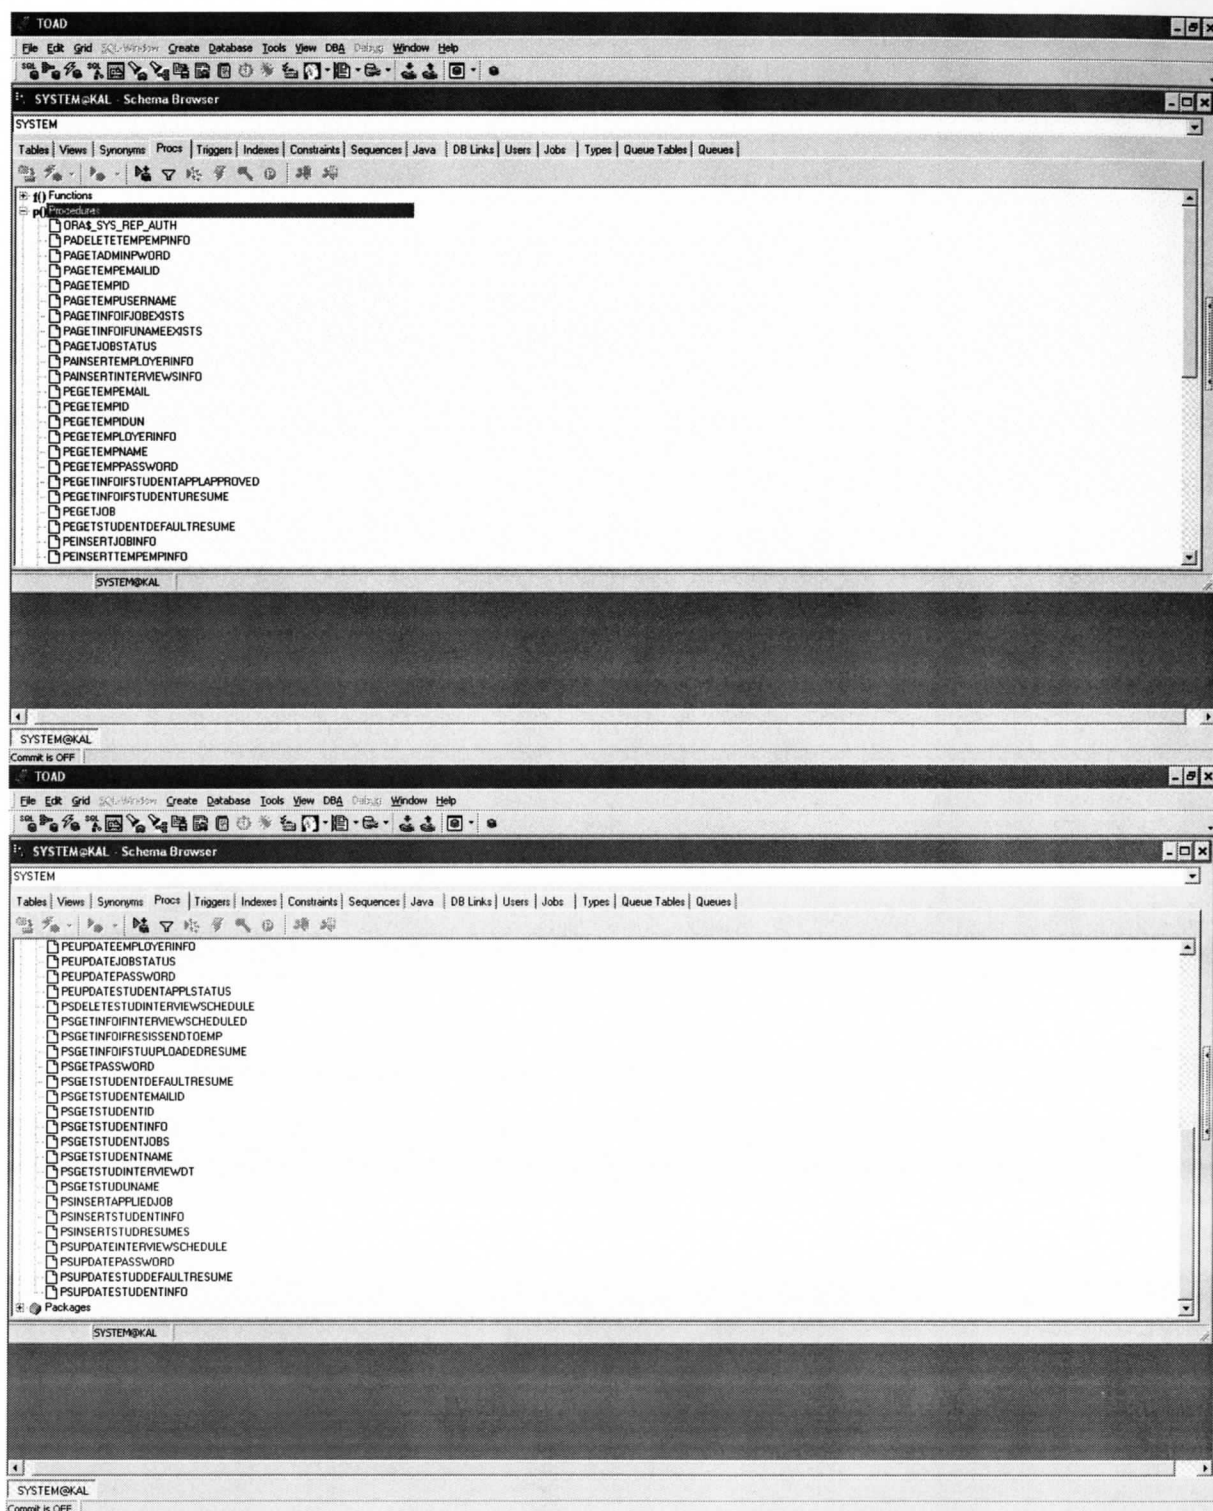 TOAD
File Edit Grid SQL-Window Create Database Tools View DBA Debug Window Help
SYSTEM@KAL - Schema Browser
SYSTEM
Tables Views Synonyms Procs Triggers Indexes Constraints Sequences Java DB Links Users Jobs Types Queue Tables Queues
f() Functions
p() Procedures
ORA$_SYS_REP_AUTH
PADELETETEMPEMPINFO
PAGETADMINPWORD
PAGETEMPEMAILID
PAGETEMPID
PAGETEMPUSERNAME
PAGETINFOIFJOBEXISTS
PAGETINFOIFUNAMEEXISTS
PAGETJOBSTATUS
PAINSERTEMPLOYERINFO
PAINSERTINTERVIEWSINFO
PEGETEMPEMAIL
PEGETEMPID
PEGETEMPIDUN
PEGETEMPLOYERINFO
PEGETEMPNAME
PEGETEMPPASSWORD
PEGETINFOIFSTUDENTAPPLAPPROVED
PEGETINFOIFSTUDENTURESUME
PEGETJOB
PEGETSTUDENTDEFAULTRESUME
PEINSERTJOBINFO
PEINSERTTEMPEMPINFO
SYSTEM@KAL
SYSTEM@KAL
Commit is OFF
TOAD
File Edit Grid SQL-Window Create Database Tools View DBA Debug Window Help
SYSTEM@KAL - Schema Browser
SYSTEM
Tables Views Synonyms Procs Triggers Indexes Constraints Sequences Java DB Links Users Jobs Types Queue Tables Queues
PEUPDATEEMPLOYERINFO
PEUPDATEJOBSTATUS
PEUPDATEPASSWORD
PEUPDATESTUDENTAPPLSTATUS
PSDELETESTUDINTERVIEWSCHEDULE
PSGETINFOIFINTERVIEWSCHEDULED
PSGETINFOIFRESISSENDTOEMP
PSGETINFOIFSTUUPLOADEDRESUME
PSGETPASSWORD
PSGETSTUDENTDEFAULTRESUME
PSGETSTUDENTEMAILID
PSGETSTUDENTID
PSGETSTUDENTINFO
PSGETSTUDENTJOBS
PSGETSTUDENTNAME
PSGETSTUDINTERVIEWDT
PSGETSTUDUNAME
PSINSERTAPPLIEDJOB
PSINSERTSTUDENTINFO
PSINSERTSTUDRESUMES
PSUPDATEINTERVIEWSCHEDULE
PSUPDATEPASSWORD
PSUPDATESTUDDEFAULTRESUME
PSUPDATESTUDENTINFO
Packages
SYSTEM@KAL
SYSTEM@KAL
Commit is OFF